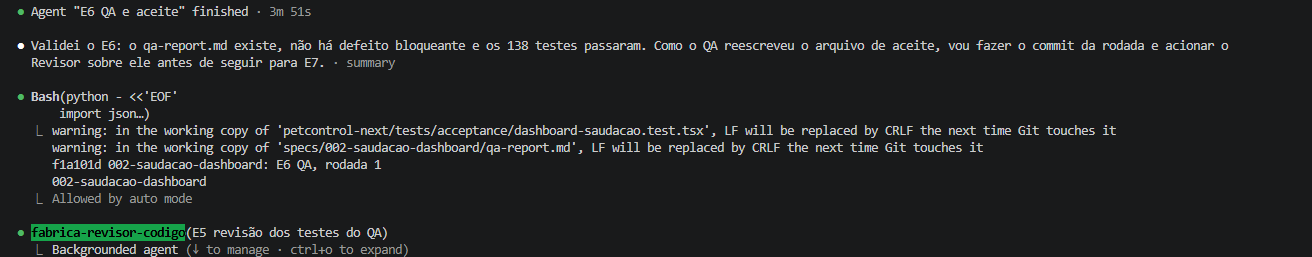 ● Agent "E6 QA e aceite" finished · 3m 51s
● Validei o E6: o qa-report.md existe, não há defeito bloqueante e os 138 testes passaram. Como o QA reescreveu o arquivo de aceite, vou fazer o commit da rodada e acionar o
Revisor sobre ele antes de seguir para E7. · summary
● Bash(python - <<'EOF'
import json…)
⎿ warning: in the working copy of 'petcontrol-next/tests/acceptance/dashboard-saudacao.test.tsx', LF will be replaced by CRLF the next time Git touches it
warning: in the working copy of 'specs/002-saudacao-dashboard/qa-report.md', LF will be replaced by CRLF the next time Git touches it
f1a101d 002-saudacao-dashboard: E6 QA, rodada 1
002-saudacao-dashboard
⎿ Allowed by auto mode
● fabrica-revisor-codigo(E5 revisão dos testes do QA)
⎿ Backgrounded agent (↓ to manage · ctrl+o to expand)